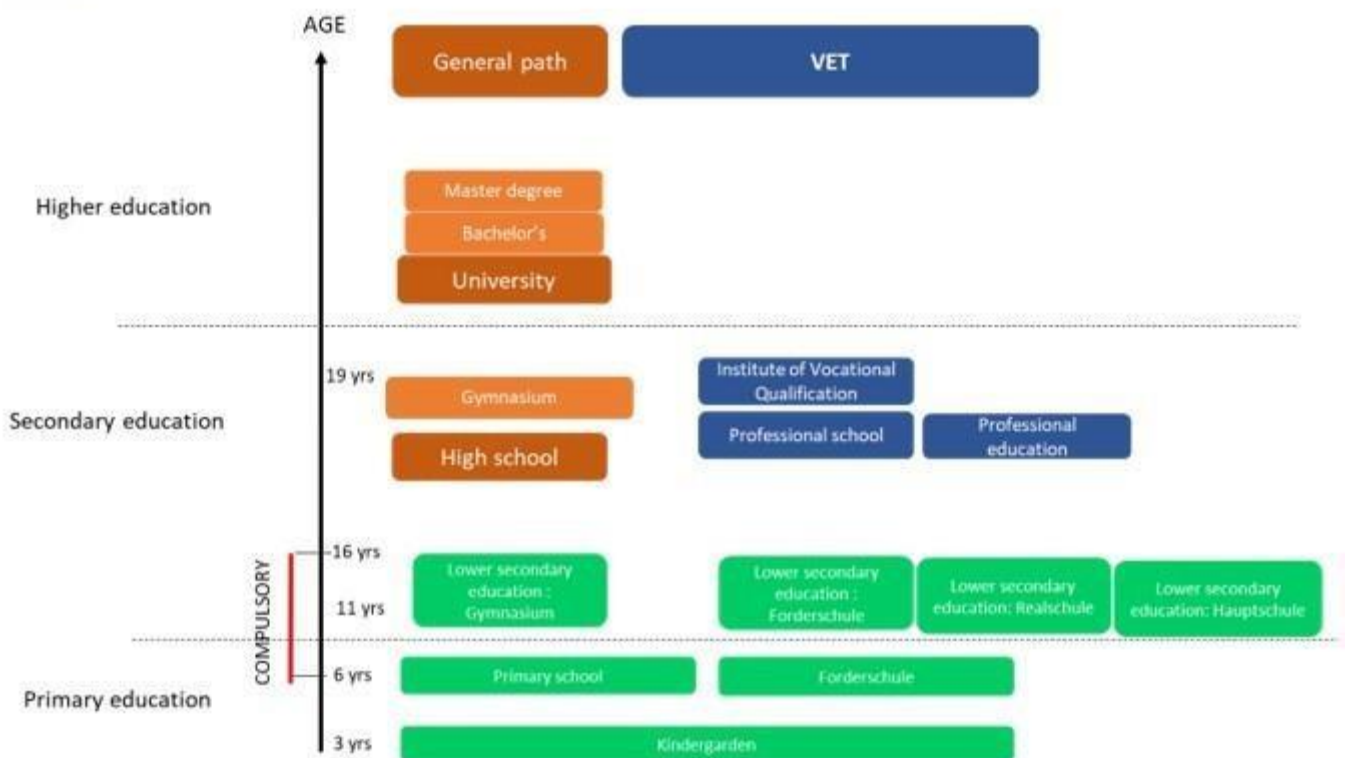 AGE
General path
VET
Higher education
Master degree
Bachelor's
University
19 yrs
Secondary education
Gymnasium
High school
Institute of Vocational
Qualification
Professional school
Professional
education
COMPULSORY
16 yrs
11 yrs
Lower secondary
education :
Gymnasium
Lower secondary
education :
Forderschule
Lower secondary
education: Realschule
Lower secondary
education: Hauptschule
Primary education
6 yrs
Primary school
Forderschule
3 yrs
Kindergarden